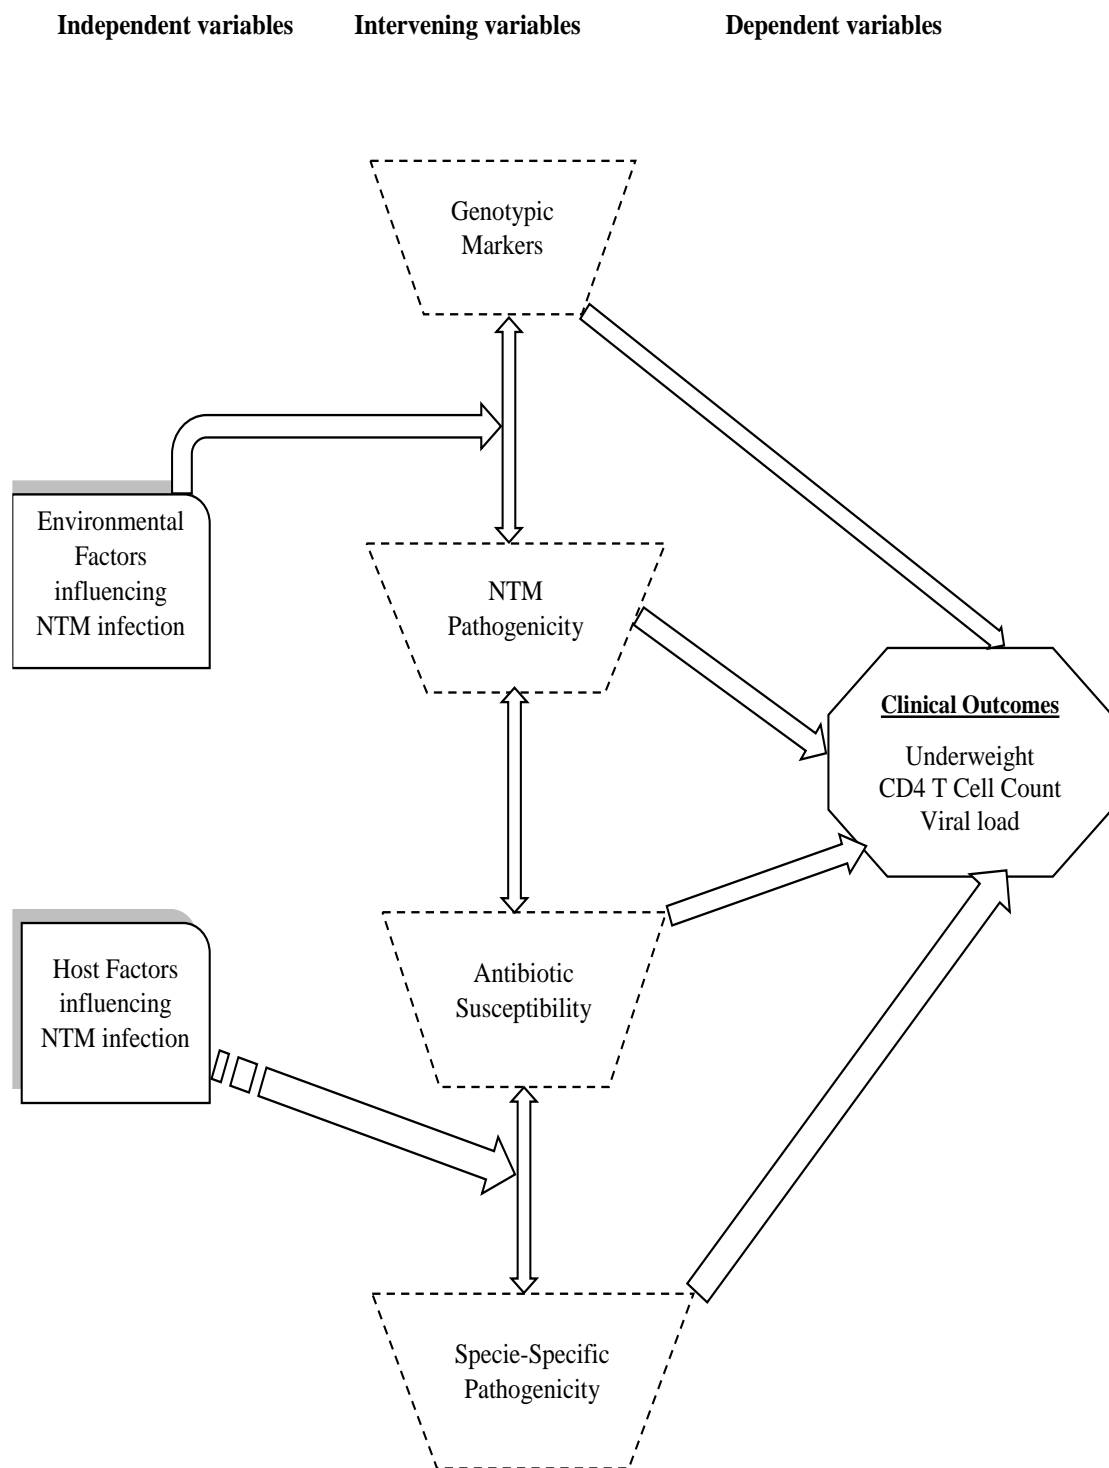 Independent variables
Intervening variables
Dependent variables
Genotypic
Markers
Environmental
Factors
influencing
NTM infection
NTM
Pathogenicity
Clinical Outcomes
Underweight
CD4 T Cell Count
Viral load
Host Factors
influencing
NTM infection
Antibiotic
Susceptibility
Specie-Specific
Pathogenicity